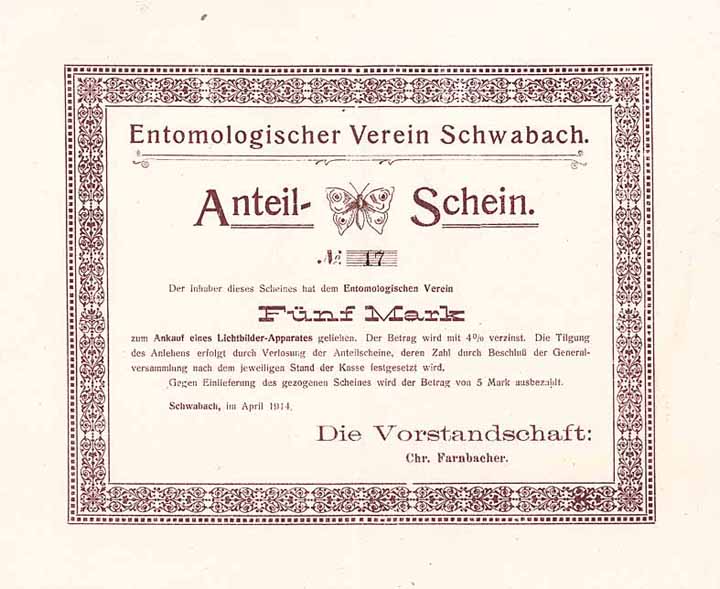 Entomologischer Verein Schwabach.
Anteil- Schein.
No. 17
Der Inhaber dieses Scheines hat dem Entomologischen Verein
Fünf Mark
zum Ankauf eines Lichtbilder-Apparates geliehen. Der Betrag wird mit 4% verzinst. Die Tilgung
des Anlehens erfolgt durch Verlosung der Anteilscheine, deren Zahl durch Beschluß der General-
versammlung nach dem jeweiligen Stand der Kasse festgesetzt wird.
Gegen Einlieferung des gezogenen Scheines wird der Betrag von 5 Mark ausbezahlt.
Schwabach, im April 1914.
Die Vorstandschaft:
Chr. Farnbacher.